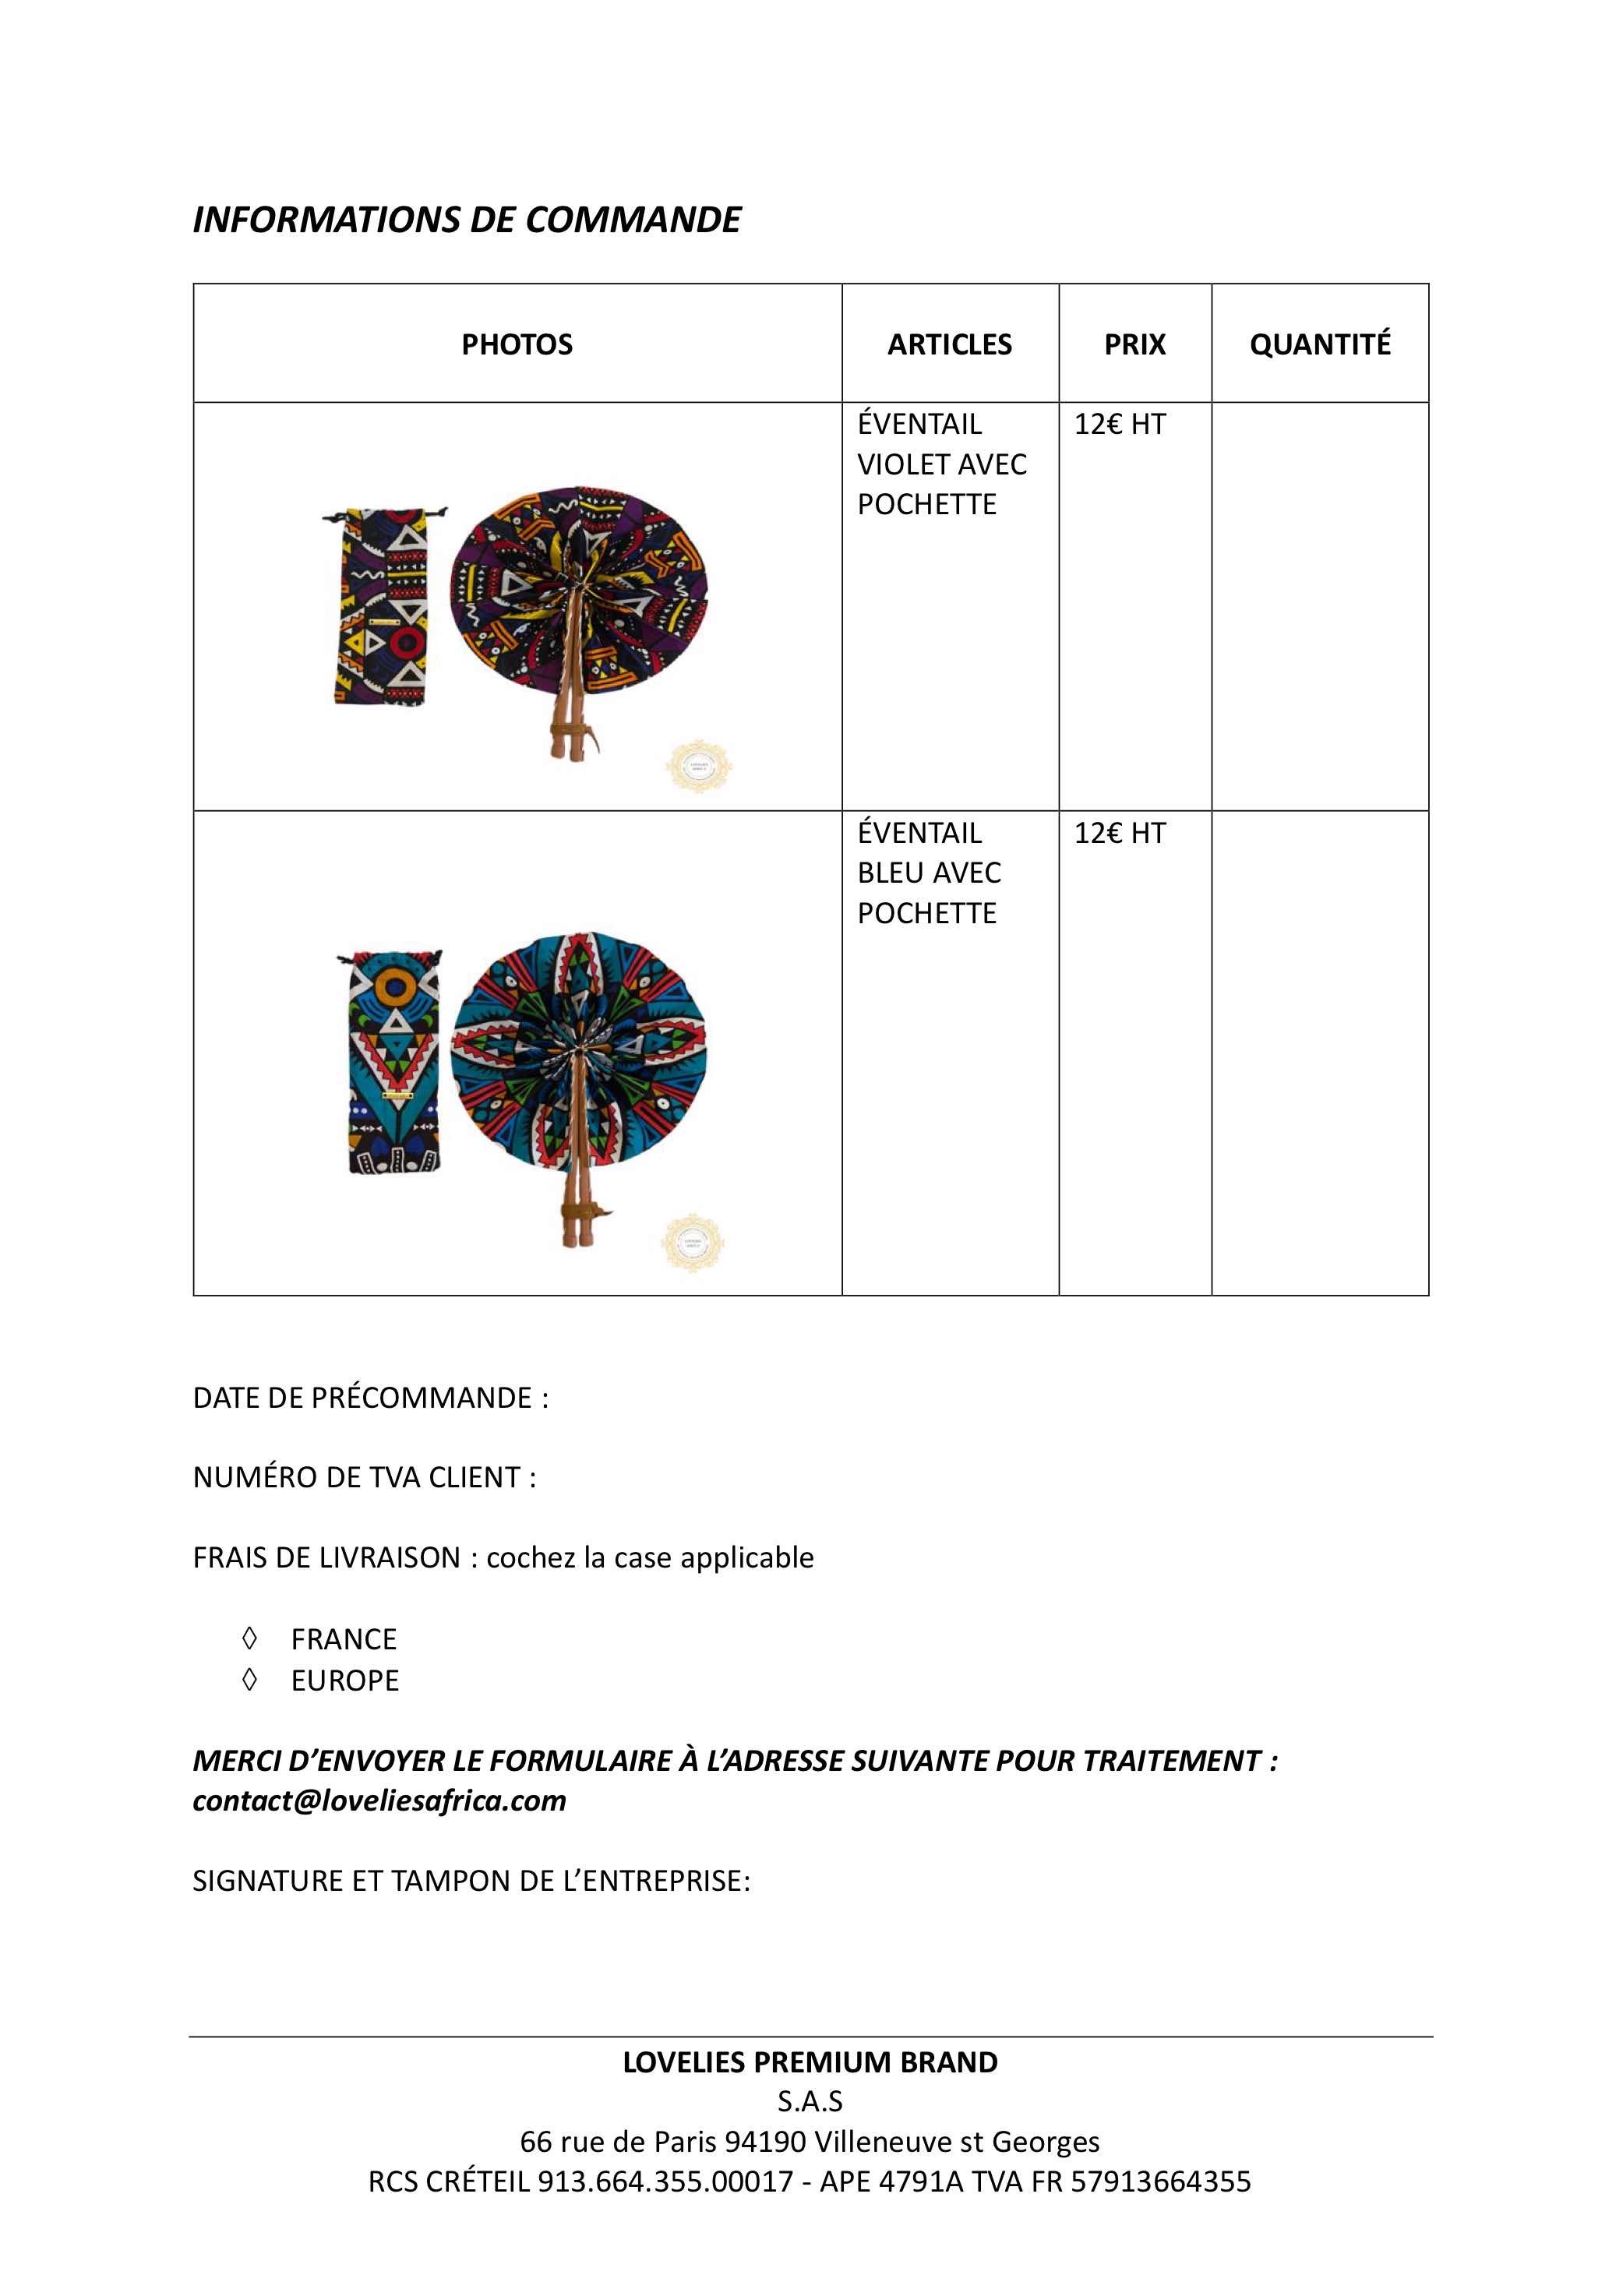 INFORMATIONS DE COMMANDE
PHOTOS
ARTICLES
PRIX
QUANTITÉ
ÉVENTAIL
VIOLET AVEC
POCHETTE
12€ HT
ÉVENTAIL
BLEU AVEC
POCHETTE
12€ HT
DATE DE PRÉCOMMANDE :
NUMÉRO DE TVA CLIENT :
FRAIS DE LIVRAISON : cochez la case applicable
◊ FRANCE
◊ EUROPE
MERCI D’ENVOYER LE FORMULAIRE À L’ADRESSE SUIVANTE POUR TRAITEMENT :
contact@loveliesafrica.com
SIGNATURE ET TAMPON DE L’ENTREPRISE:
LOVELIES PREMIUM BRAND
S.A.S
66 rue de Paris 94190 Villeneuve st Georges
RCS CRÉTEIL 913.664.355.00017 - APE 4791A TVA FR 57913664355